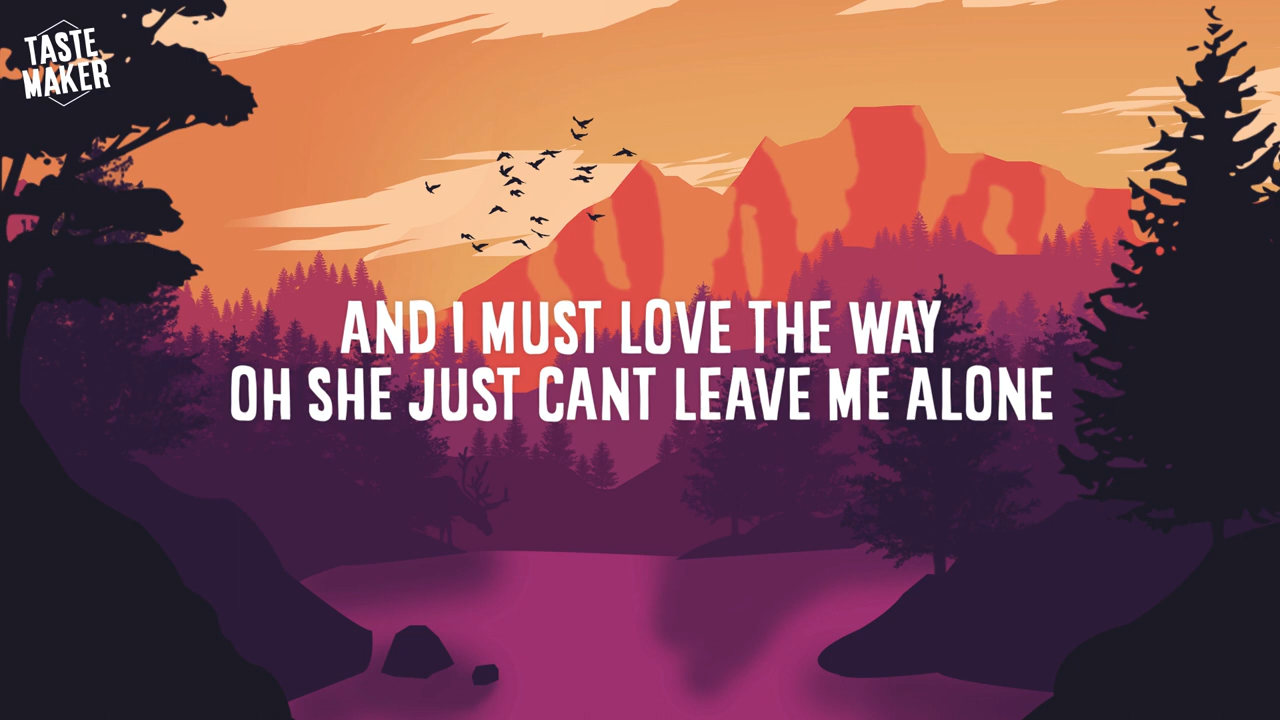 TASTE
MAKER
AND I MUST LOVE THE WAY
OH SHE JUST CANT LEAVE ME ALONE